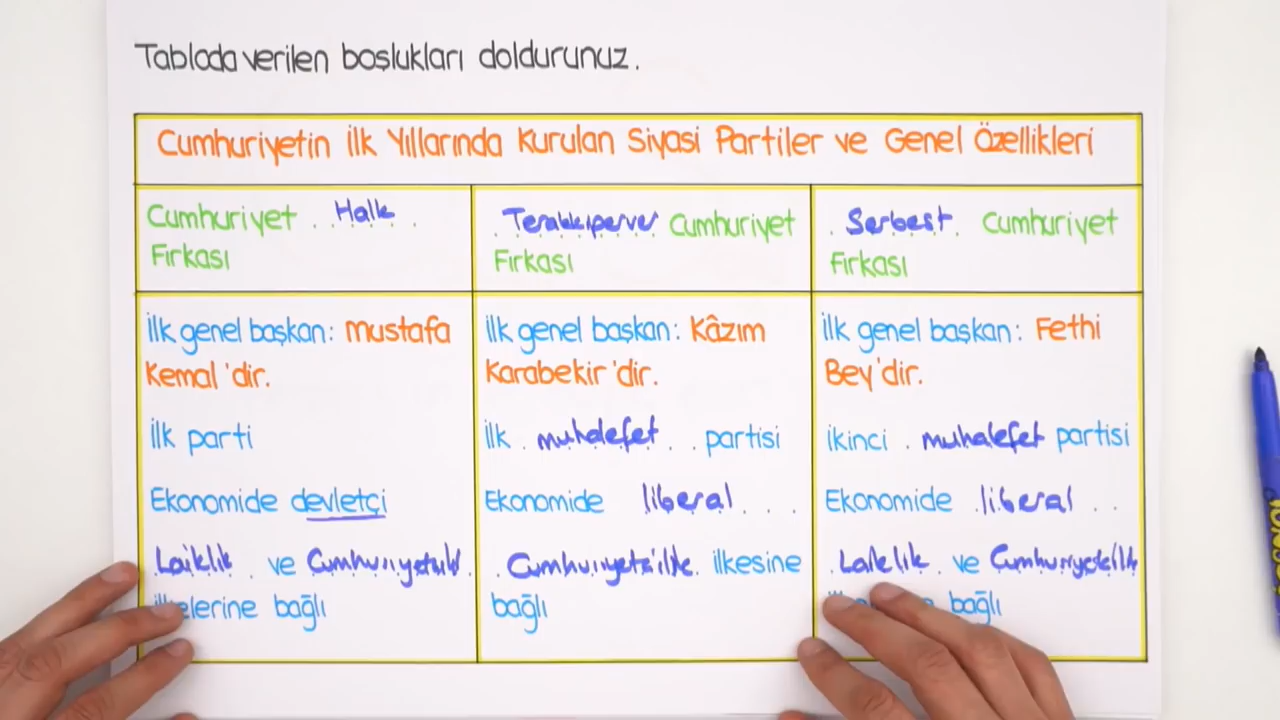 Tabloda verilen boşlukları doldurunuz.
Cumhuriyetin İlk Yıllarında Kurulan Siyasi Partiler ve Genel Özellikleri
Cumhuriyet Halk
Fırkası
Terakkiperver Cumhuriyet
Fırkası
Serbest Cumhuriyet
Fırkası
İlk genel başkan: Mustafa
Kemal'dir.
İlk parti
Ekonomide devletçi
Laiklik ve Cumhuriyetçilik
ilkelerine bağlı
İlk genel başkan: Kâzım
Karabekir'dir.
İlk muhalefet partisi
Ekonomide liberal
Cumhuriyetçilik ilkesine
bağlı
İlk genel başkan: Fethi
Bey'dir.
ikinci muhalefet partisi
Ekonomide liberal
Laiklik ve Cumhuriyetçilik
bağlı